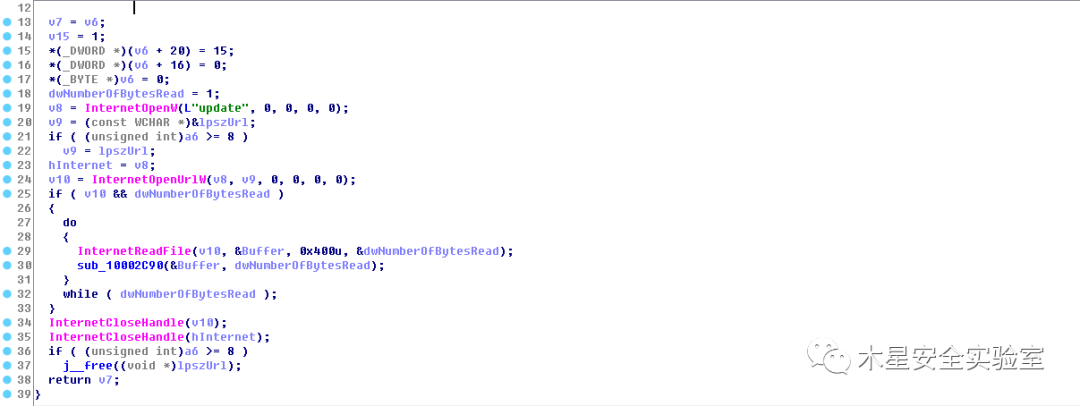 12
13 v7 = v6;
14 v15 = 1;
15 *(_DWORD *)(v6 + 20) = 15;
16 *(_DWORD *)(v6 + 16) = 0;
17 *(_BYTE *)v6 = 0;
18 dwNumberOfBytesRead = 1;
19 v8 = InternetOpenW(L"update", 0, 0, 0, 0);
20 v9 = (const WCHAR *)&lpszUrl;
21 if ( (unsigned int)a6 >= 8 )
22 v9 = lpszUrl;
23 hInternet = v8;
24 v10 = InternetOpenUrlW(v8, v9, 0, 0, 0, 0);
25 if ( v10 && dwNumberOfBytesRead )
26 {
27 do
28 {
29 InternetReadFile(v10, &Buffer, 0x400u, &dwNumberOfBytesRead);
30 sub_10002C90(&Buffer, dwNumberOfBytesRead);
31 }
32 while ( dwNumberOfBytesRead );
33 }
34 InternetCloseHandle(v10);
35 InternetCloseHandle(hInternet);
36 if ( (unsigned int)a6 >= 8 )
37 j__free((void *)lpszUrl);
38 return v7;
39 }
木星安全实验室